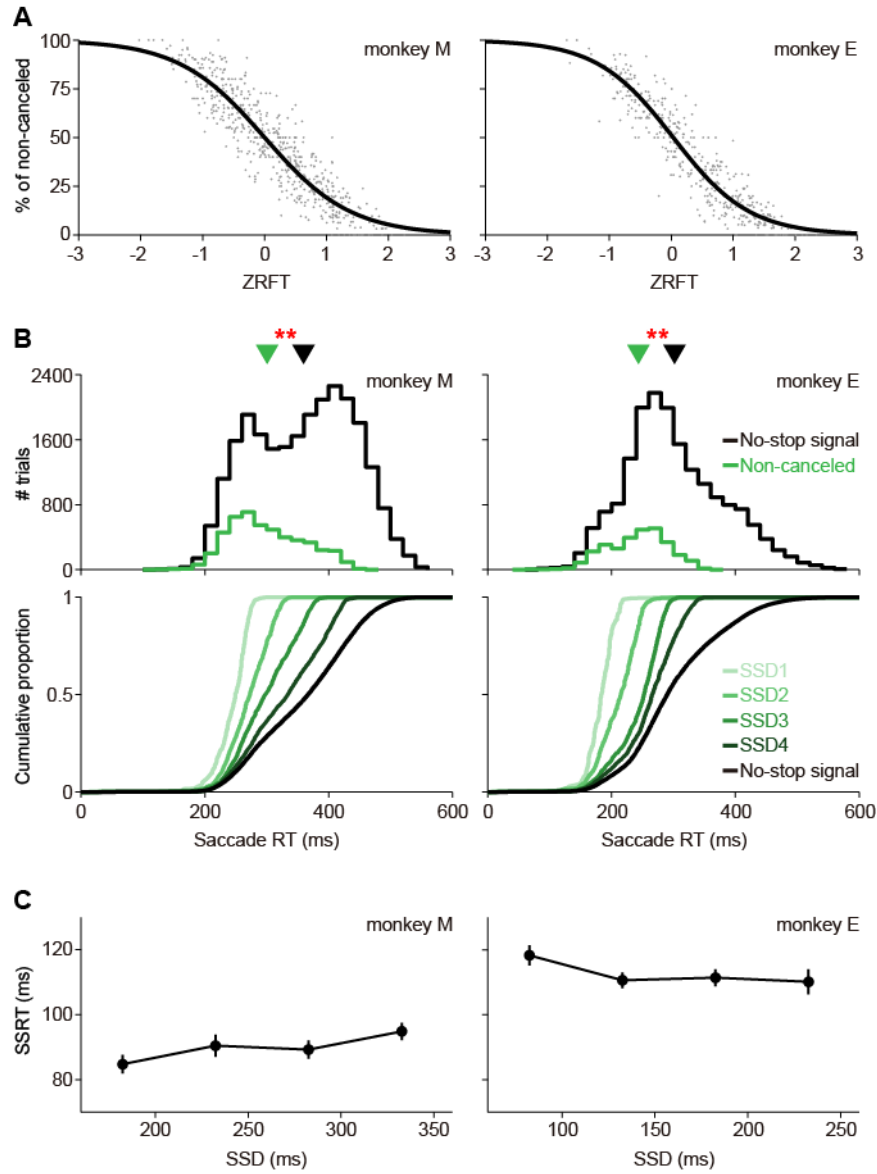 A
monkey M
monkey E
% of non-canceled
100
75
50
25
0
-3 -2 -1 0 1 2 3
-3 -2 -1 0 1 2 3
ZRFT
ZRFT
B
**
**
monkey M
monkey E
# trials
2400
1600
800
0
No-stop signal
Non-canceled
Cumulative proportion
1
0.5
0
SSD1
SSD2
SSD3
SSD4
No-stop signal
0 200 400 600
0 200 400 600
Saccade RT (ms)
Saccade RT (ms)
C
monkey M
monkey E
SSRT (ms)
120
100
80
200 250 300 350
100 150 200 250
SSD (ms)
SSD (ms)